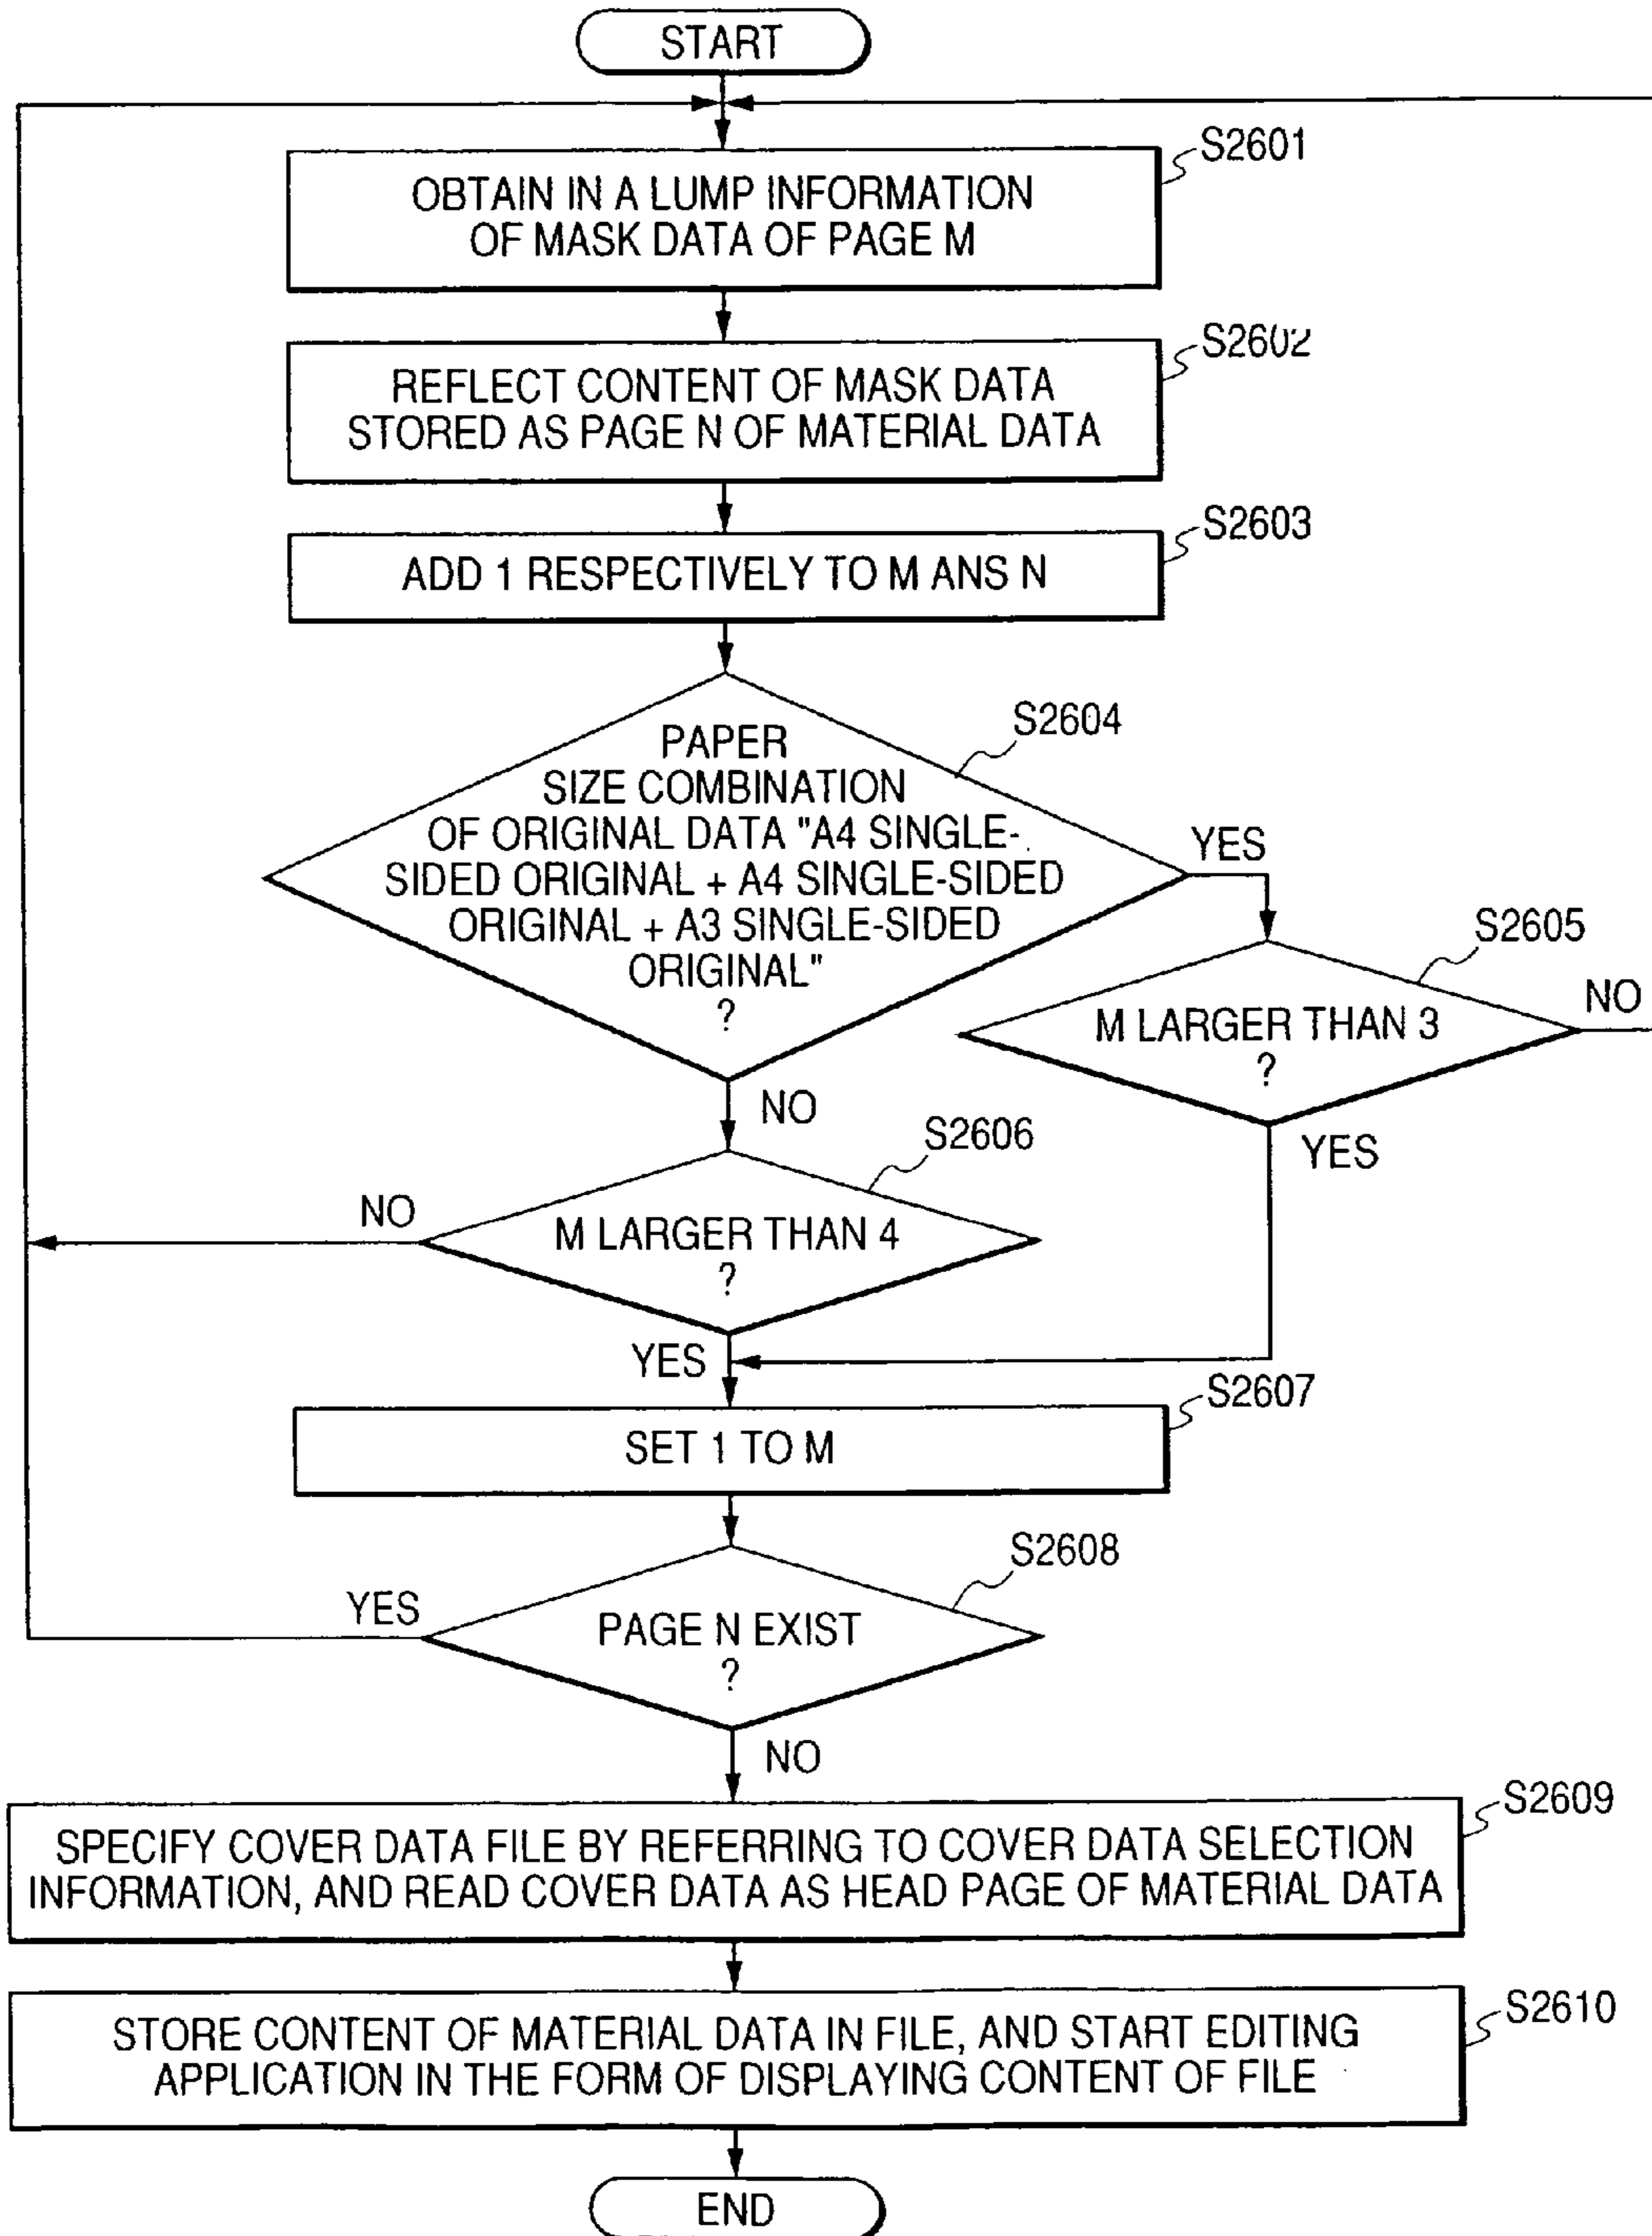 START
S2601
OBTAIN IN A LUMP INFORMATION
OF MASK DATA OF PAGE M
S2602
REFLECT CONTENT OF MASK DATA
STORED AS PAGE N OF MATERIAL DATA
S2603
ADD 1 RESPECTIVELY TO M ANS N
S2604
PAPER
SIZE COMBINATION
OF ORIGINAL DATA "A4 SINGLE-
SIDED ORIGINAL + A4 SINGLE-SIDED
ORIGINAL + A3 SINGLE-SIDED
ORIGINAL"
?
YES
S2605
M LARGER THAN 3
?
NO
YES
NO
S2606
M LARGER THAN 4
?
NO
YES
S2607
SET 1 TO M
S2608
PAGE N EXIST
?
YES
NO
S2609
SPECIFY COVER DATA FILE BY REFERRING TO COVER DATA SELECTION
INFORMATION, AND READ COVER DATA AS HEAD PAGE OF MATERIAL DATA
S2610
STORE CONTENT OF MATERIAL DATA IN FILE, AND START EDITING
APPLICATION IN THE FORM OF DISPLAYING CONTENT OF FILE
END